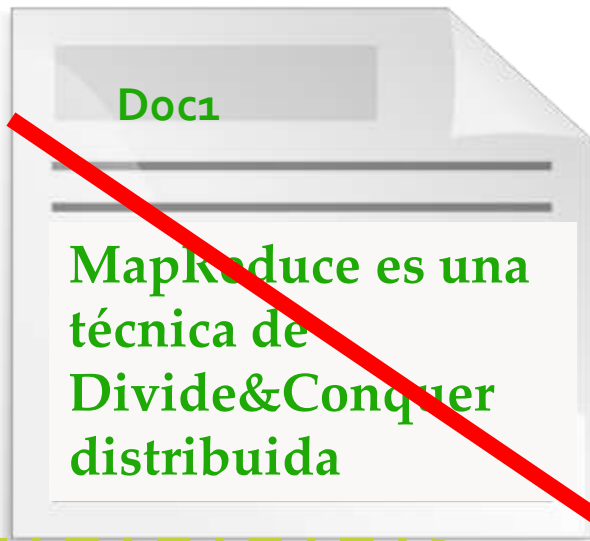 Doc1
MapReduce es una
técnica de
Divide&Conquer
distribuida